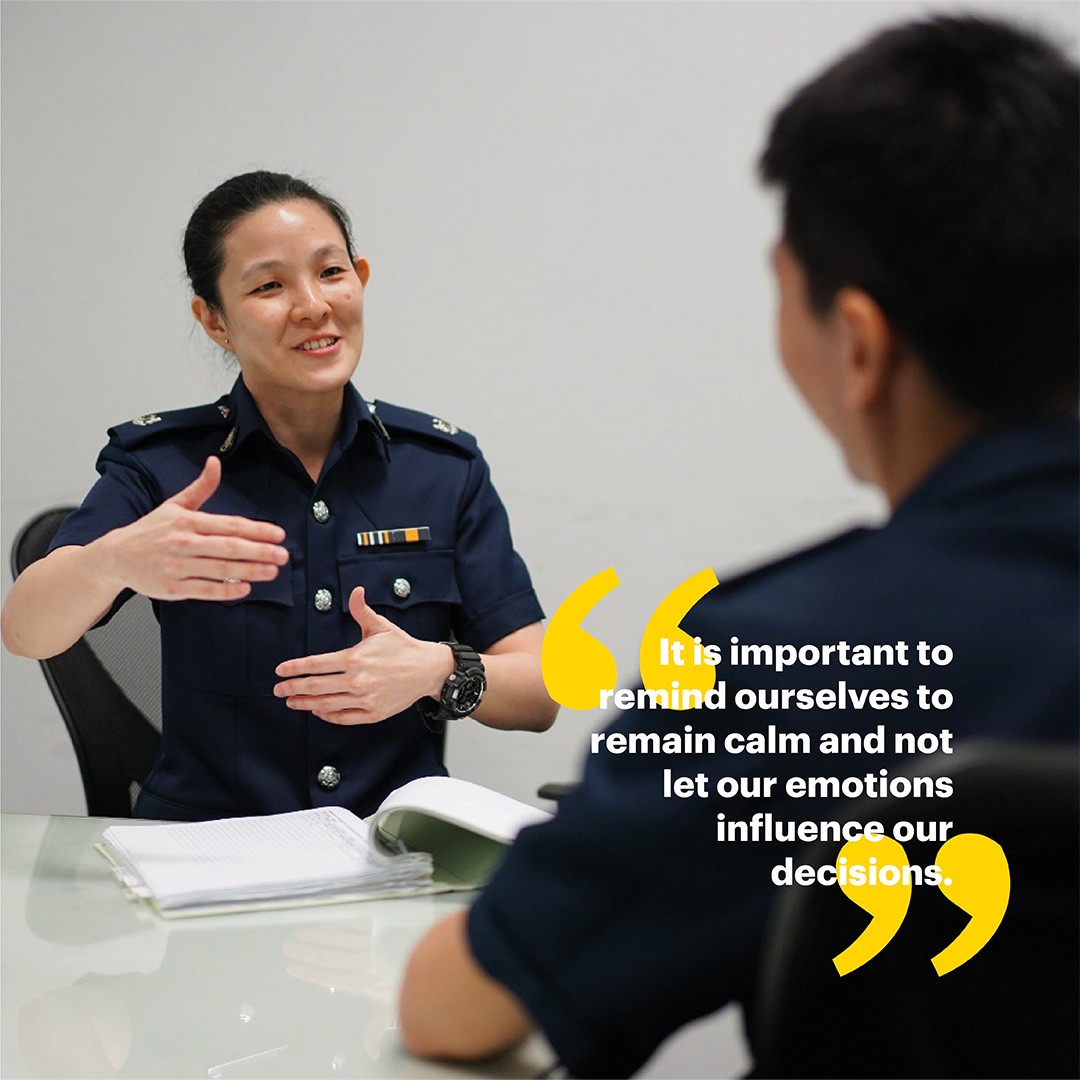 “
It is important to
remind ourselves to
remain calm and not
let our emotions
influence our
decisions.
”